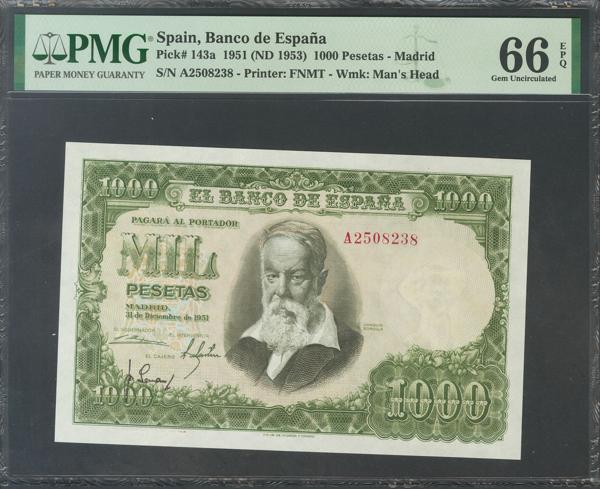 PMG
PAPER MONEY GUARANTY
Spain, Banco de España
Pick# 143a 1951 (ND 1953) 1000 Pesetas - Madrid
S/N A2508238 - Printer: FNMT - Wmk: Man's Head
66 EPQ
Gem Uncirculated
1000
1000
EL BANCO DE ESPAÑA
PAGARÁ AL PORTADOR
MIL
PESETAS
A2508238
MADRID,
31 de Diciembre de 1951
EL GOBERNADOR
EL INTERVENTOR
JOAQUIN
SOROLLA
EL CAJERO
1000
1000